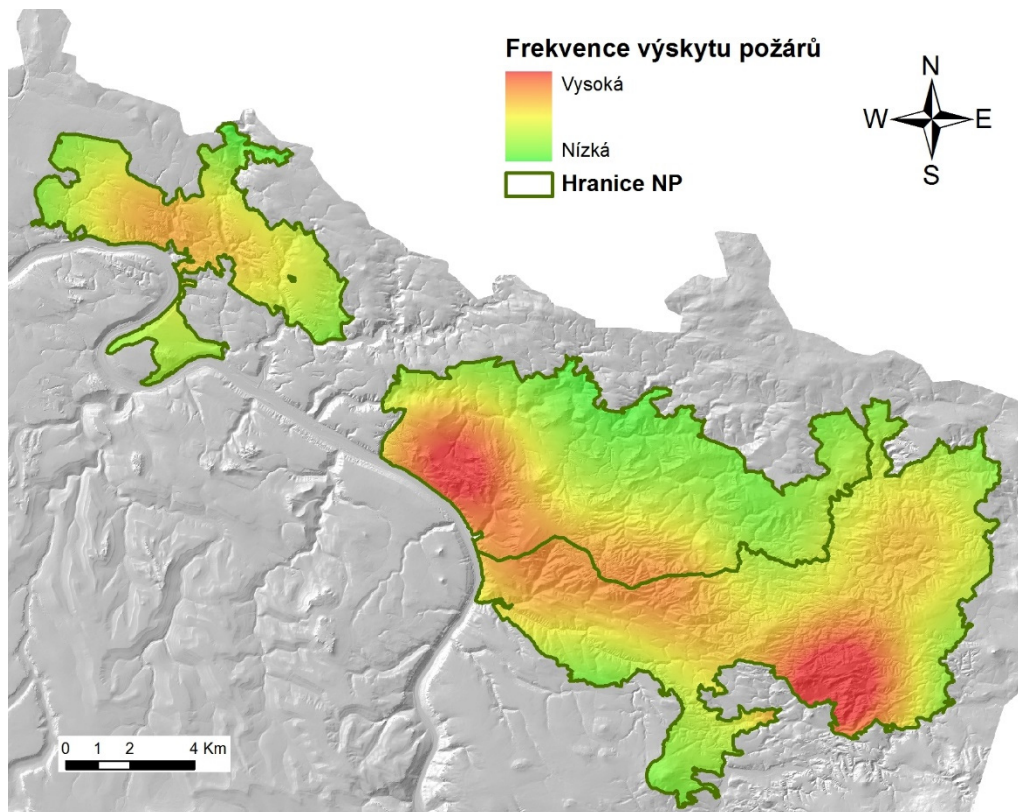 Frekvence výskytu požárů
Vysoká
Nízká
Hranice NP
N
W E
S
0 1 2 4 Km